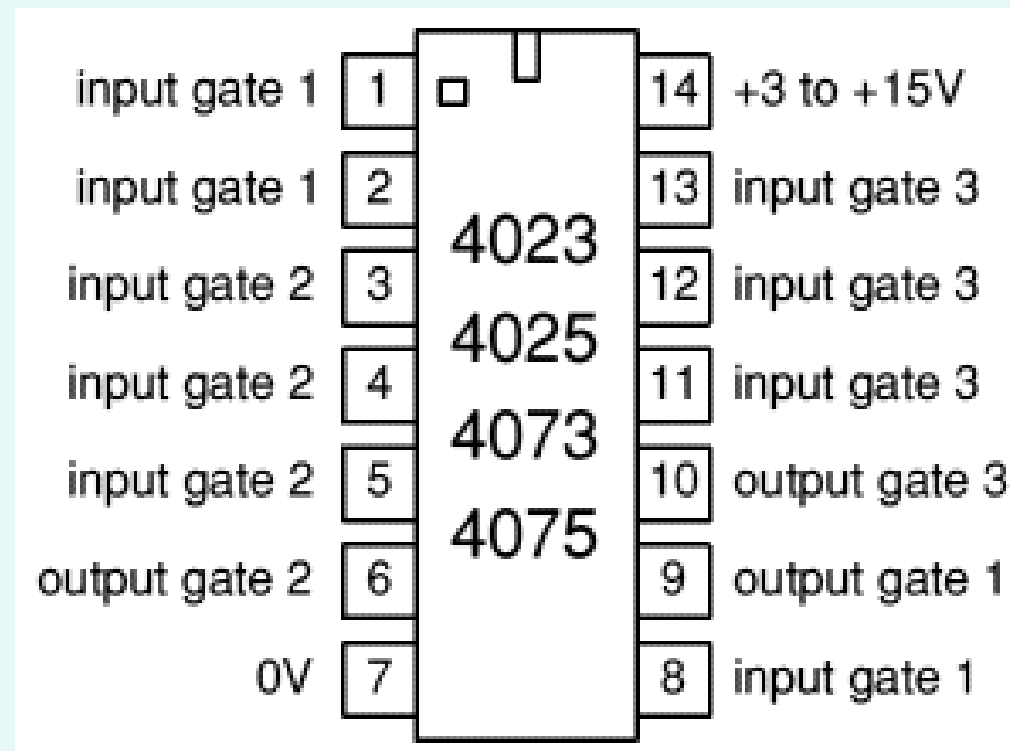 input gate 1 1
input gate 1 2
input gate 2 3
input gate 2 4
input gate 2 5
output gate 2 6
0V 7
4023
4025
4073
4075
14 +3 to +15V
13 input gate 3
12 input gate 3
11 input gate 3
10 output gate 3
9 output gate 1
8 input gate 1